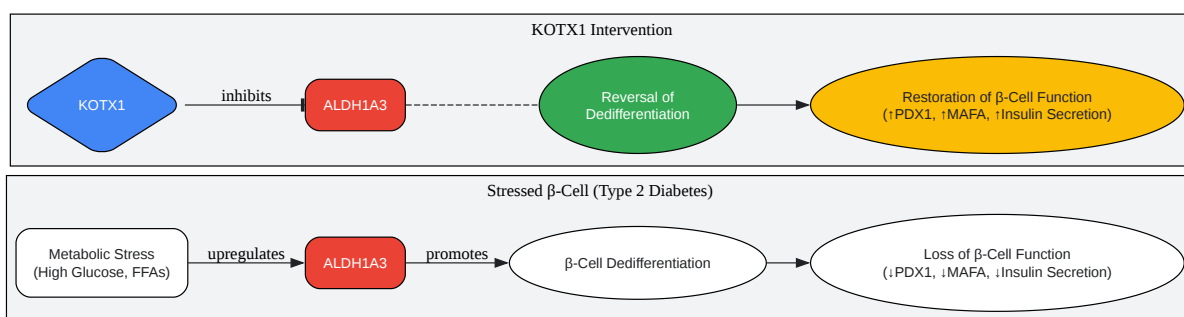 KOTX1 Intervention
KOTX1
inhibits
ALDH1A3
Reversal of
Dedifferentiation
Restoration of β-Cell Function
(↑PDX1, ↑MAFA, ↑Insulin Secretion)
Stressed β-Cell (Type 2 Diabetes)
Metabolic Stress
(High Glucose, FFAs)
upregulates
ALDH1A3
promotes
β-Cell Dedifferentiation
Loss of β-Cell Function
(↓PDX1, ↓MAFA, ↓Insulin Secretion)